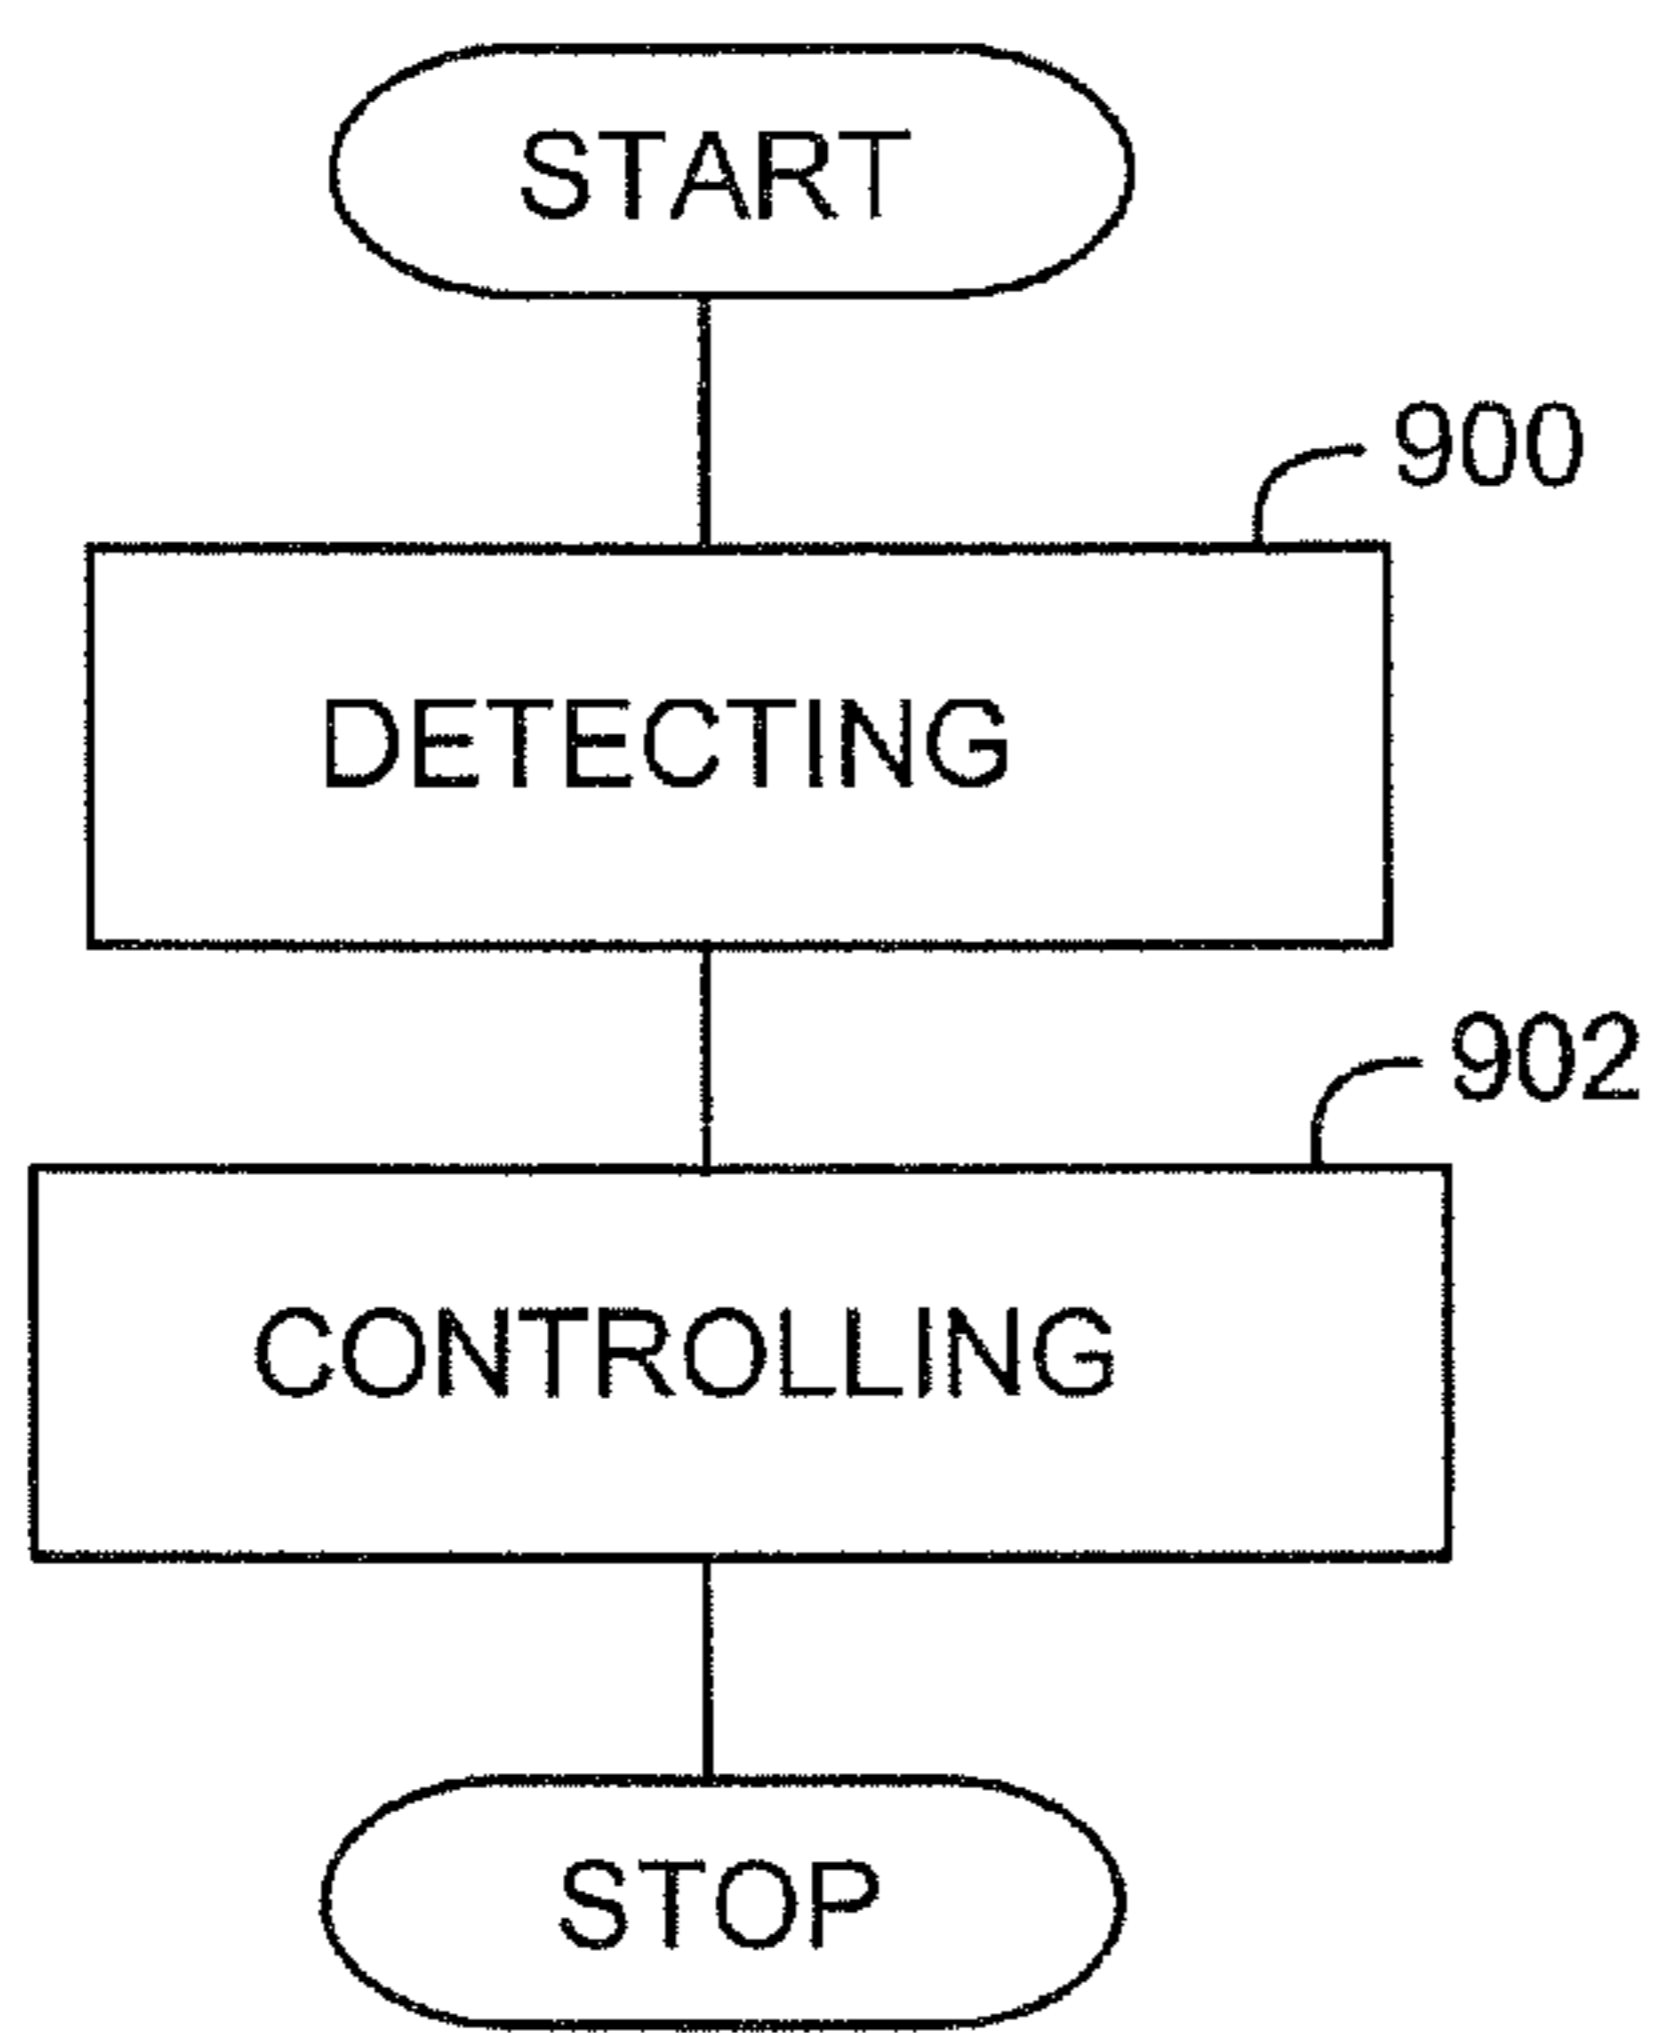 START
900
DETECTING
902
CONTROLLING
STOP